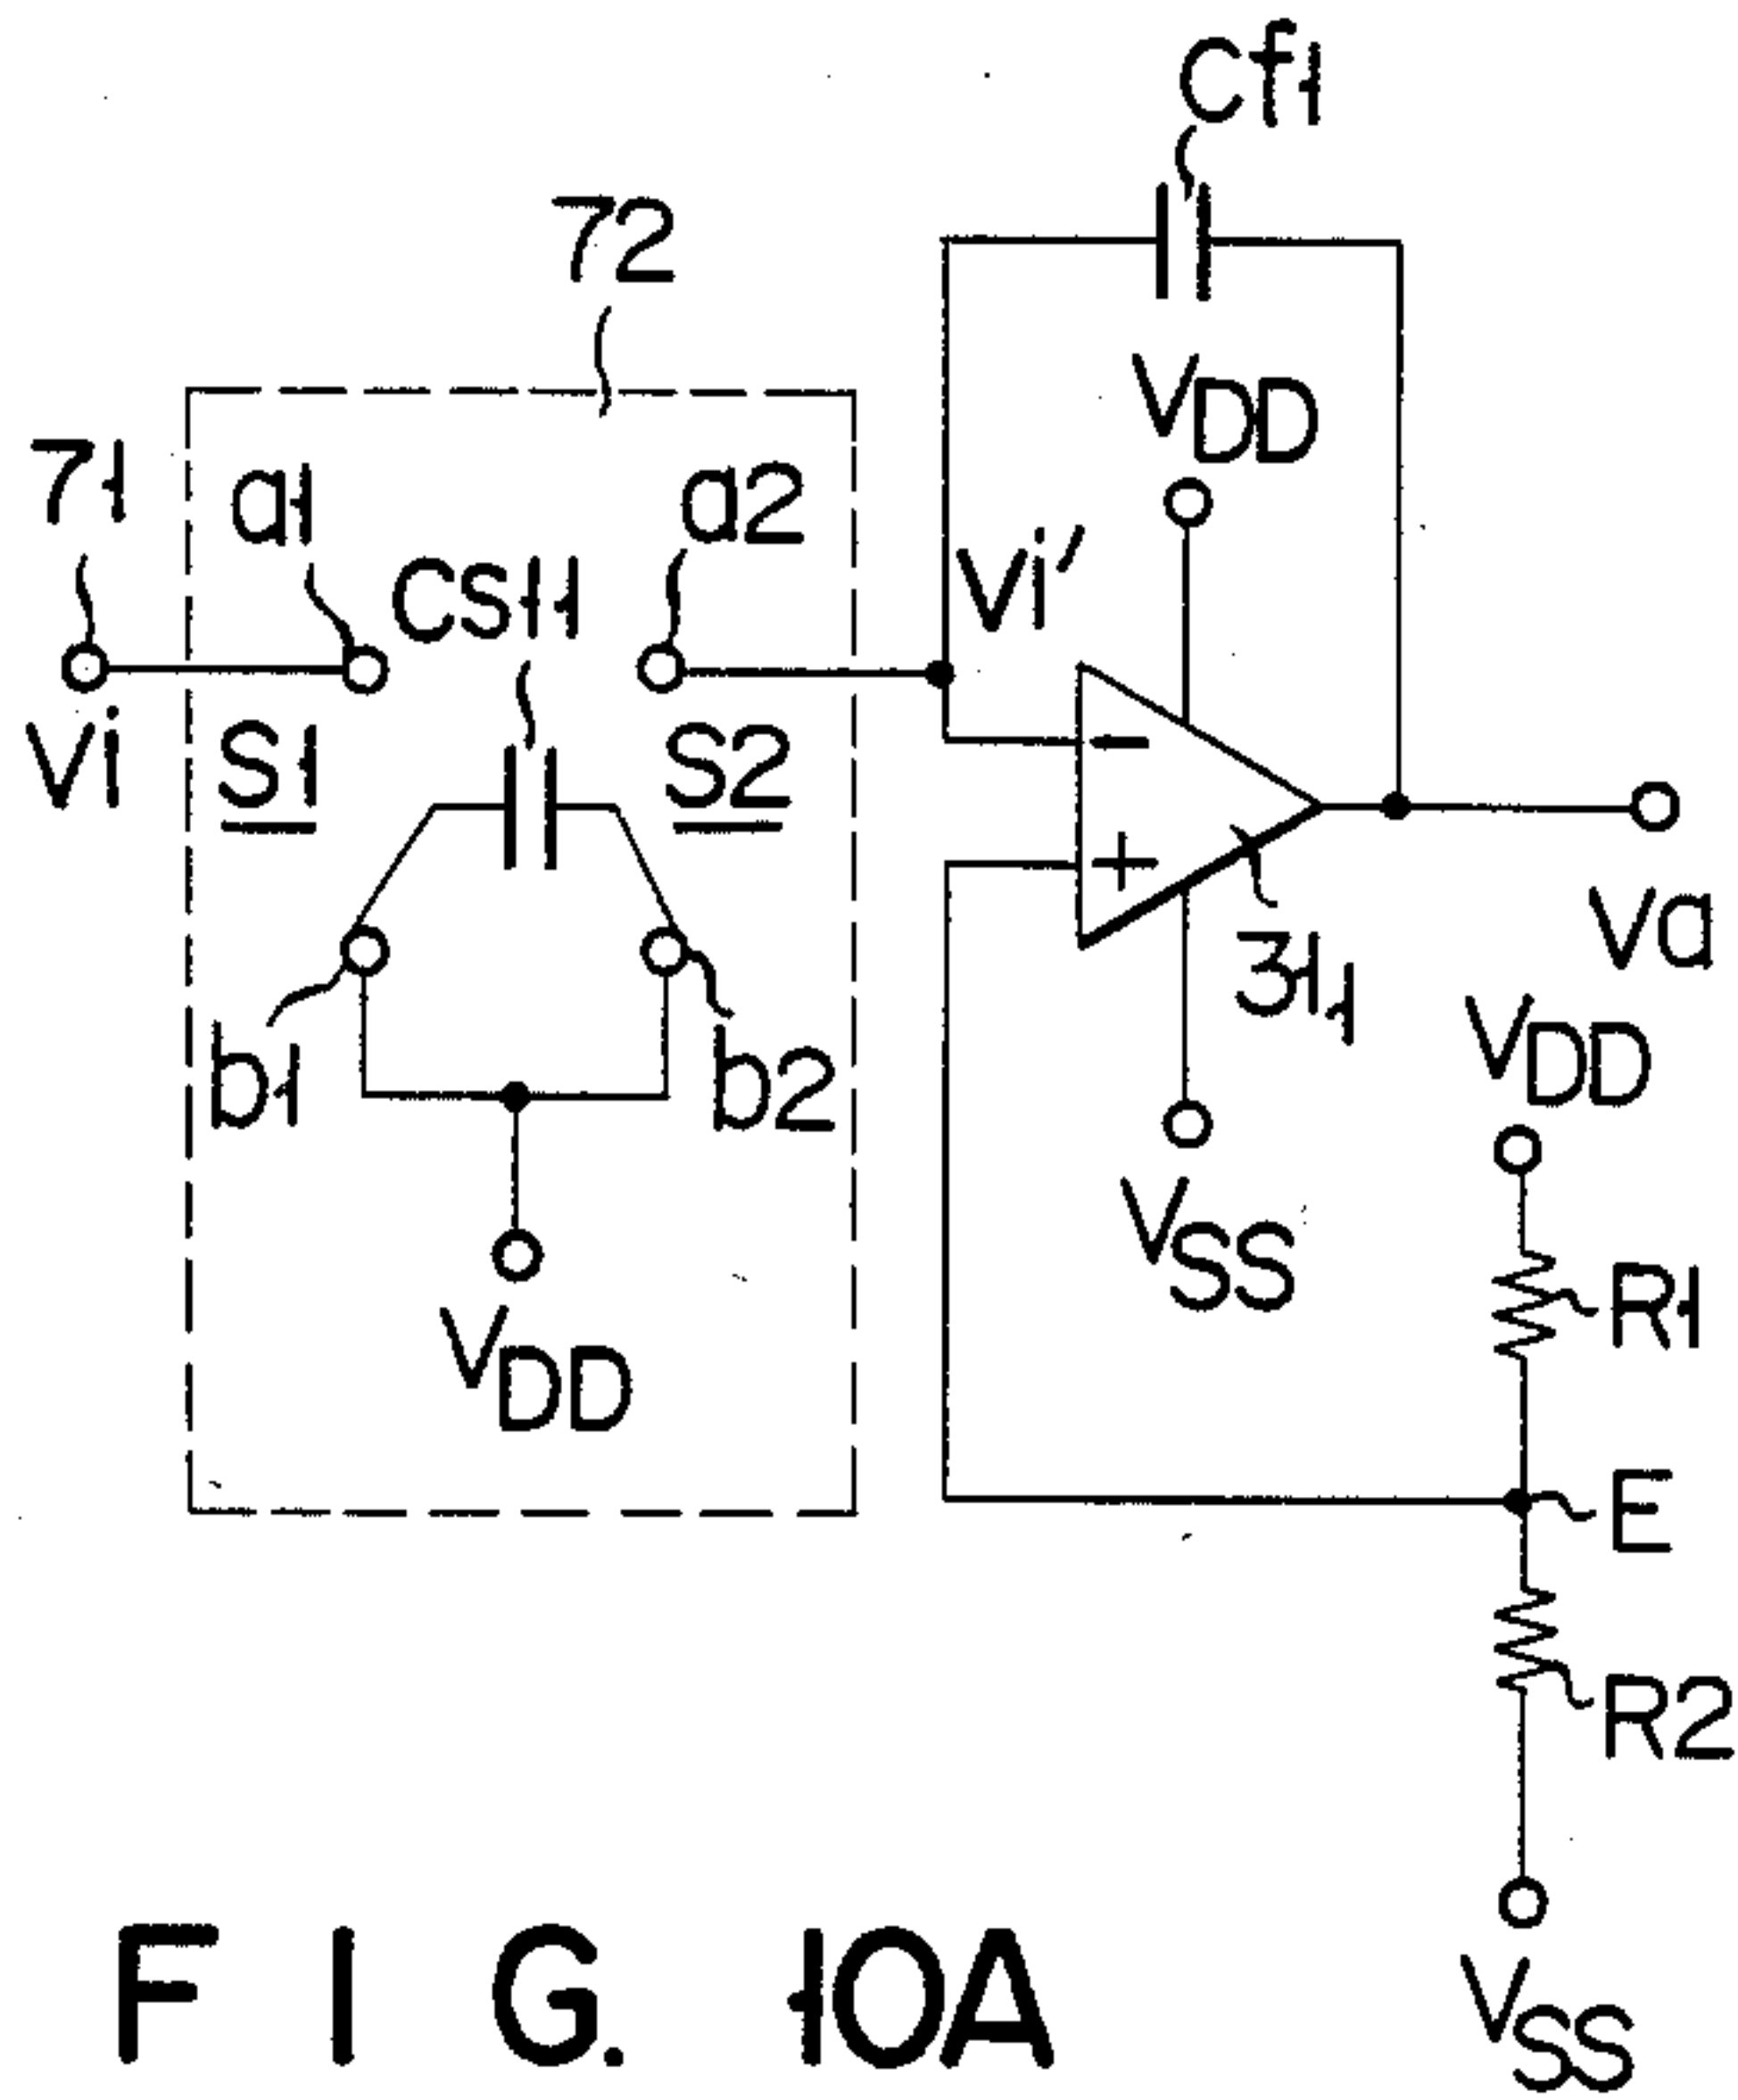 Cf1
72
VDD
71
a1
CS11
a2
Vi'
Vi
S1
S2
Va
311
b1
b2
VDD
VSS
VDD
R1
E
R2
VSS
FIG. 10A